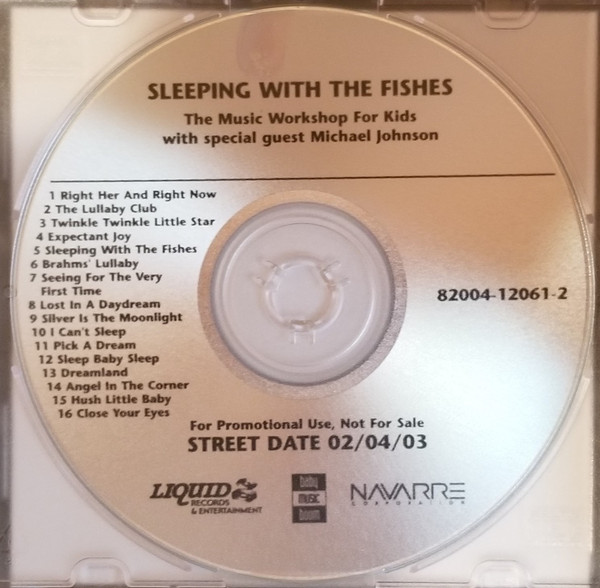 SLEEPING WITH THE FISHES
The Music Workshop For Kids
with special guest Michael Johnson
1 Right Her And Right Now
2 The Lullaby Club
3 Twinkle Twinkle Little Star
4 Expectant Joy
5 Sleeping With The Fishes
6 Brahms' Lullaby
7 Seeing For The Very
First Time
8 Lost In A Daydream
9 Silver Is The Moonlight
10 I Can't Sleep
11 Pick A Dream
12 Sleep Baby Sleep
13 Dreamland
14 Angel In The Corner
15 Hush Little Baby
16 Close Your Eyes
82004-12061-2
For Promotional Use, Not For Sale
STREET DATE 02/04/03
LIQUID
RECORDS
& ENTERTAINMENT
baby
music
boom
NAVARRE
CORPORATION